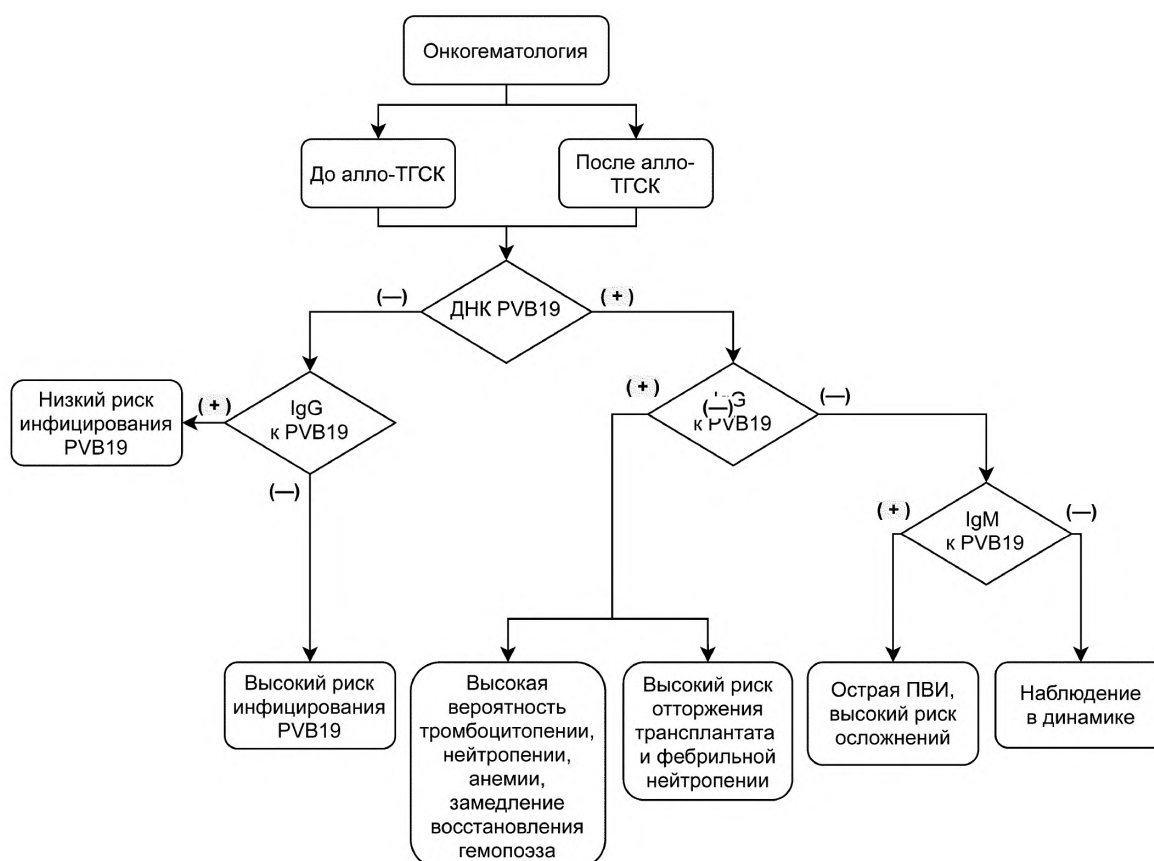 Онкогематология
До алло-ТГСК
После алло-
ТГСК
ДНК PVB19
(—)
(+)
IgG
к PVB19
(+)
(—)
Низкий риск
инфицирования
PVB19
IgG
к PVB19
(+)
(—)
(—)
IgM
к PVB19
(+)
(—)
Высокий риск
инфицирования
PVB19
Высокая
вероятность
тромбоцитопении,
нейтропении,
анемии,
замедление
восстановления
гемопоэза
Высокий риск
отторжения
трансплантата
и фебрильной
нейтропении
Острая ПВИ,
высокий риск
осложнений
Наблюдение
в динамике